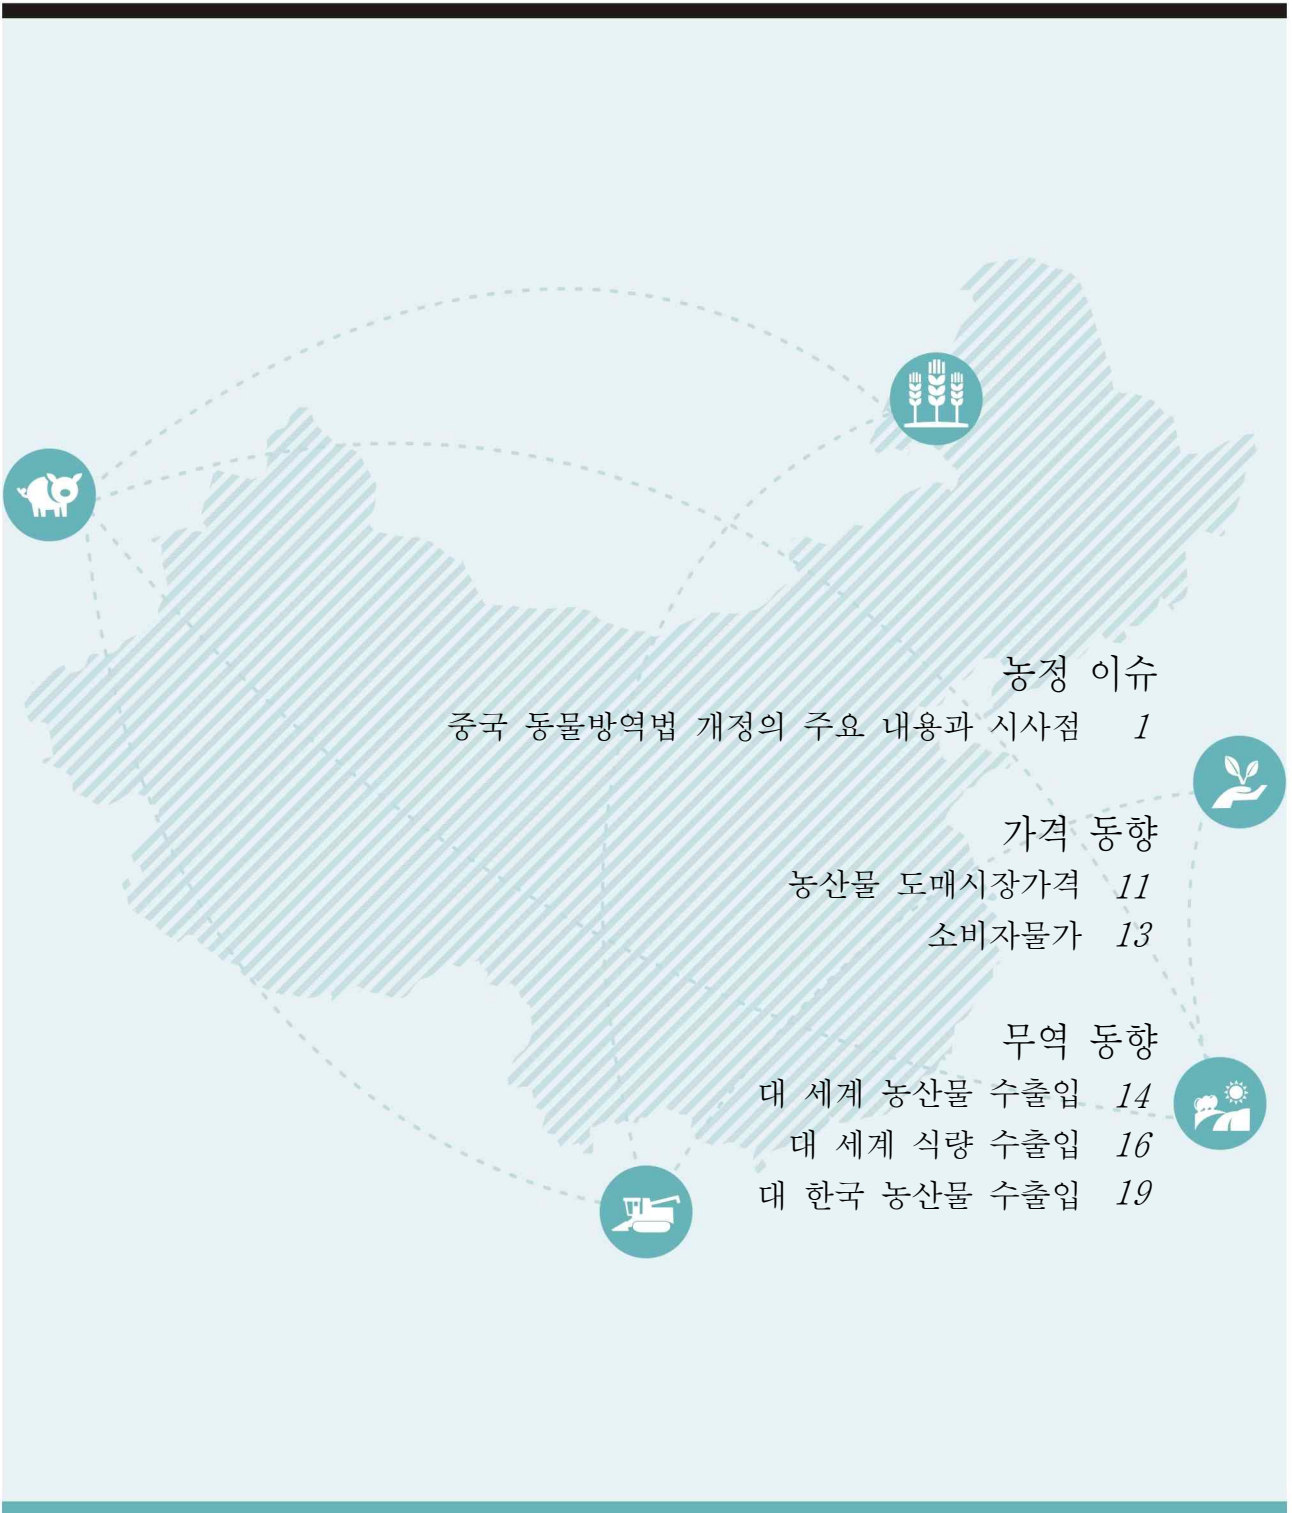 농정 이슈
중국 동물방역법 개정의 주요 내용과 시사점 1
가격 동향
농산물 도매시장가격 11
소비자물가 13
무역 동향
대 세계 농산물 수출입 14
대 세계 식량 수출입 16
대 한국 농산물 수출입 19